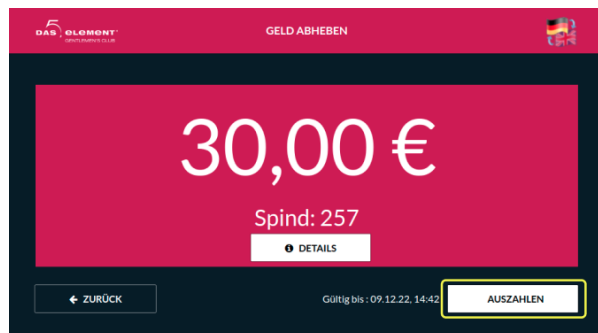 DAS 5. ELEMENT
GENTLEMEN'S CLUB
GELD ABHEBEN
30,00 €
Spind: 257
DETAILS
ZURÜCK
Gültig bis : 09.12.22, 14:42
AUSZAHLEN